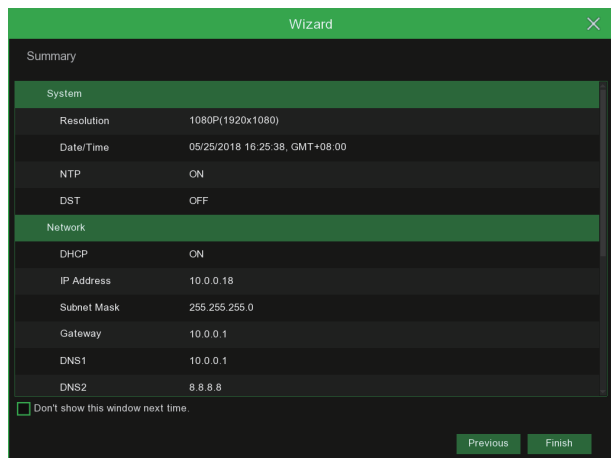 Wizard
Summary
System
Resolution 1080P(1920x1080)
Date/Time 05/25/2018 16:25:38, GMT+08:00
NTP ON
DST OFF
Network
DHCP ON
IP Address 10.0.0.18
Subnet Mask 255.255.255.0
Gateway 10.0.0.1
DNS1 10.0.0.1
DNS2 8.8.8.8
Don't show this window next time.
Previous Finish